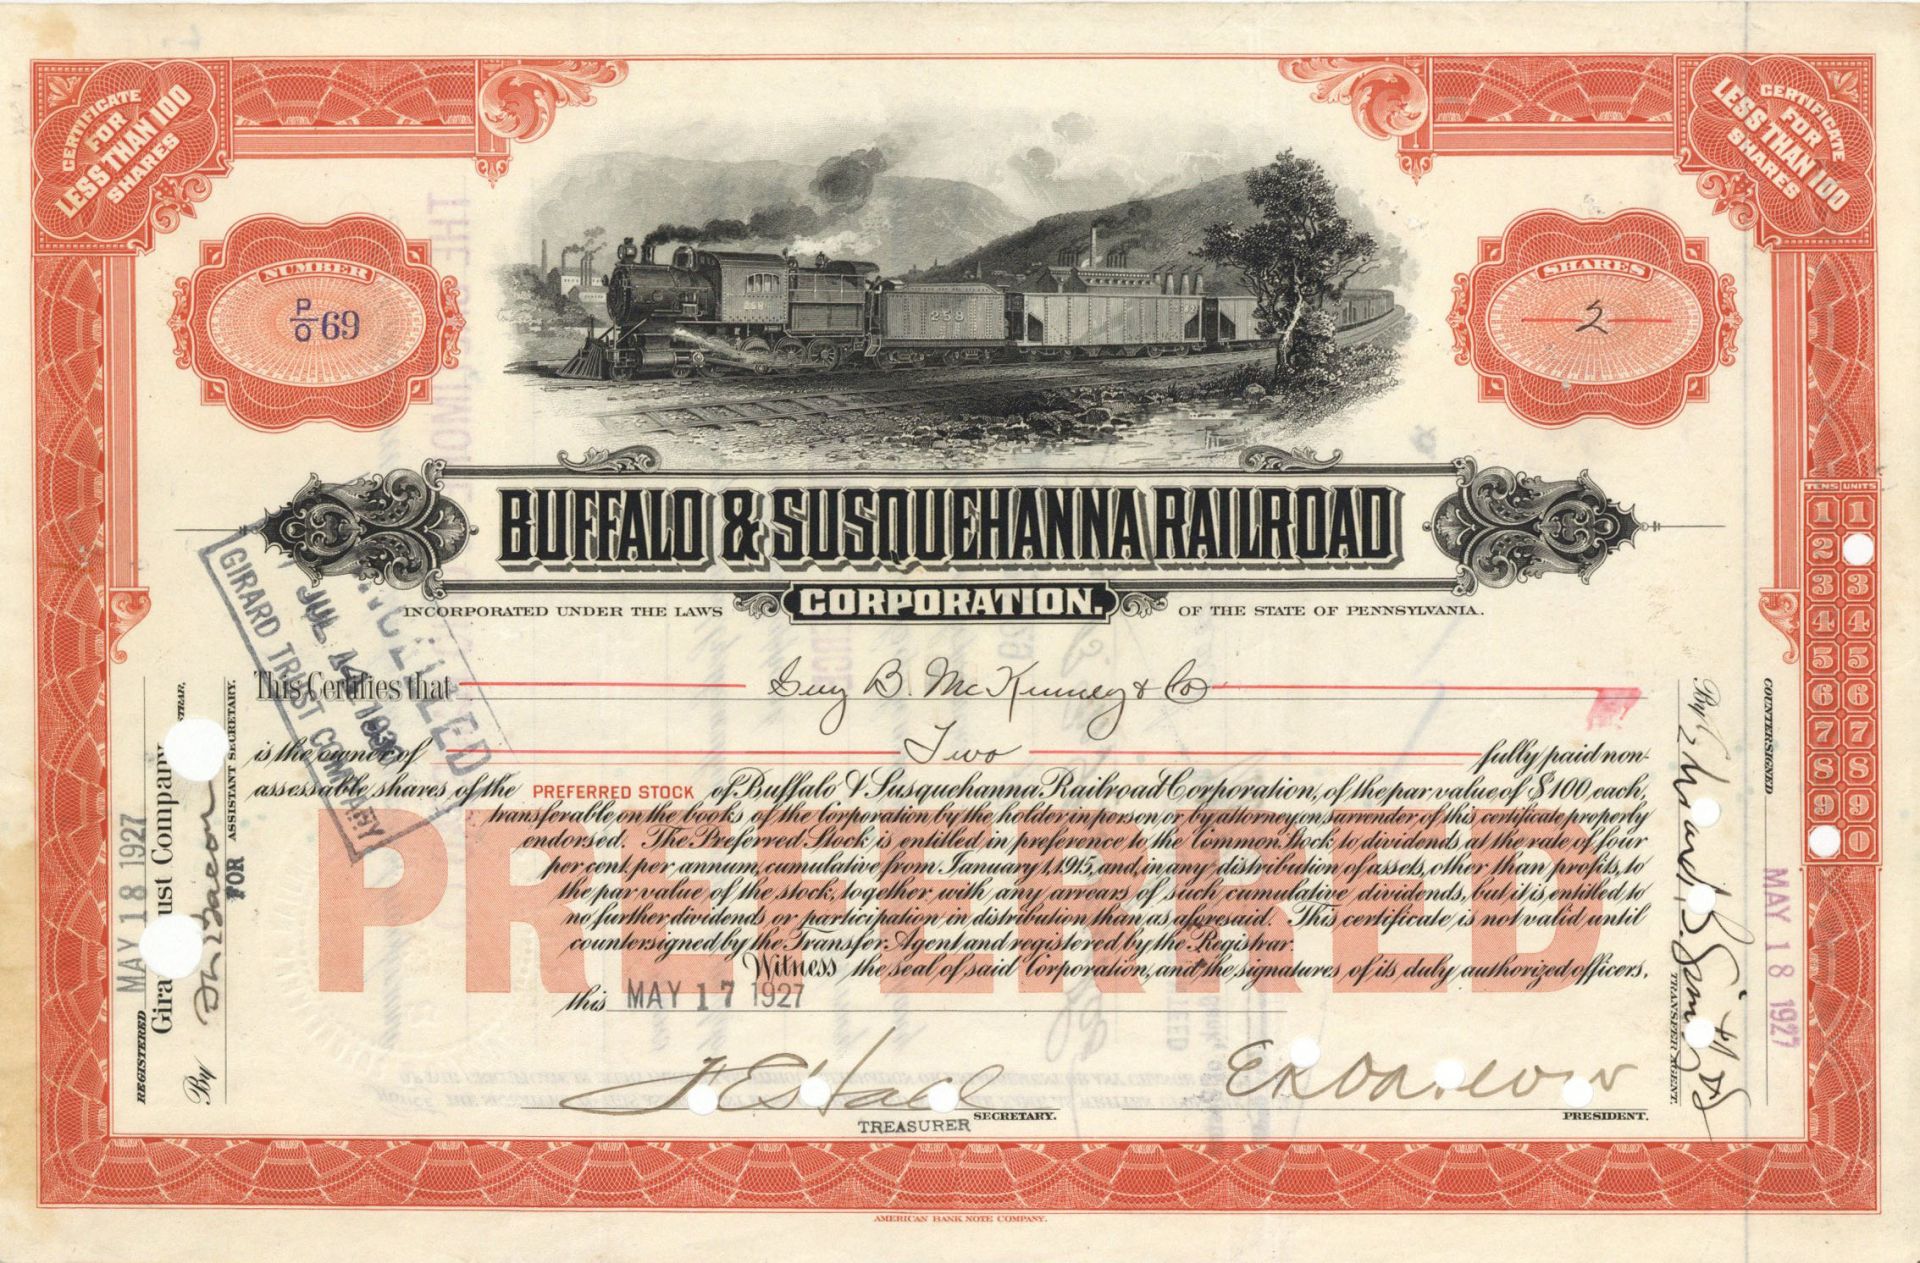 CERTIFICATE
FOR
LESS THAN 100
SHARES
CERTIFICATE
FOR
LESS THAN 100
SHARES
NUMBER
P/O 69
SHARES
2
258
258
BUFFALO & SUSQUEHANNA RAILROAD
CORPORATION.
INCORPORATED UNDER THE LAWS OF THE STATE OF PENNSYLVANIA.
TENS UNITS
1 1
2
3 3
4 4
5 5
6 6
7 7
8 8
9 9
0
This Certifies that Guy B. McKinney & Co
is the owner of Two fully paid non-
assessable shares of the PREFERRED STOCK of Buffalo & Susquehanna Railroad Corporation, of the par value of $100 each,
transferable on the books of the Corporation by the holder in person or by attorney on surrender of this certificate properly
endorsed. The Preferred Stock is entitled in preference to the Common Stock to dividends at the rate of four
per cent. per annum, cumulative from January 1, 1915, and, in any distribution of assets, other than profits, to
the par value of the stock, together with any arrears of such cumulative dividends, but it is entitled to
no further dividends or participation in distribution than as aforesaid. This certificate is not valid until
countersigned by the Transfer Agent and registered by the Registrar.
Witness the seal of said Corporation, and the signatures of its duly authorized officers,
this MAY 17 1927
PREFERRED
SECRETARY.
TREASURER
PRESIDENT.
CANCELLED
JUL 14 193
GIRARD TRUST COMPANY
REGISTERED MAY 18 1927
Gira ust Company
By
FOR ASSISTANT SECRETARY.
COUNTERSIGNED
MAY 18 1927
By
TRANSFER AGENT.
AMERICAN BANK NOTE COMPANY.